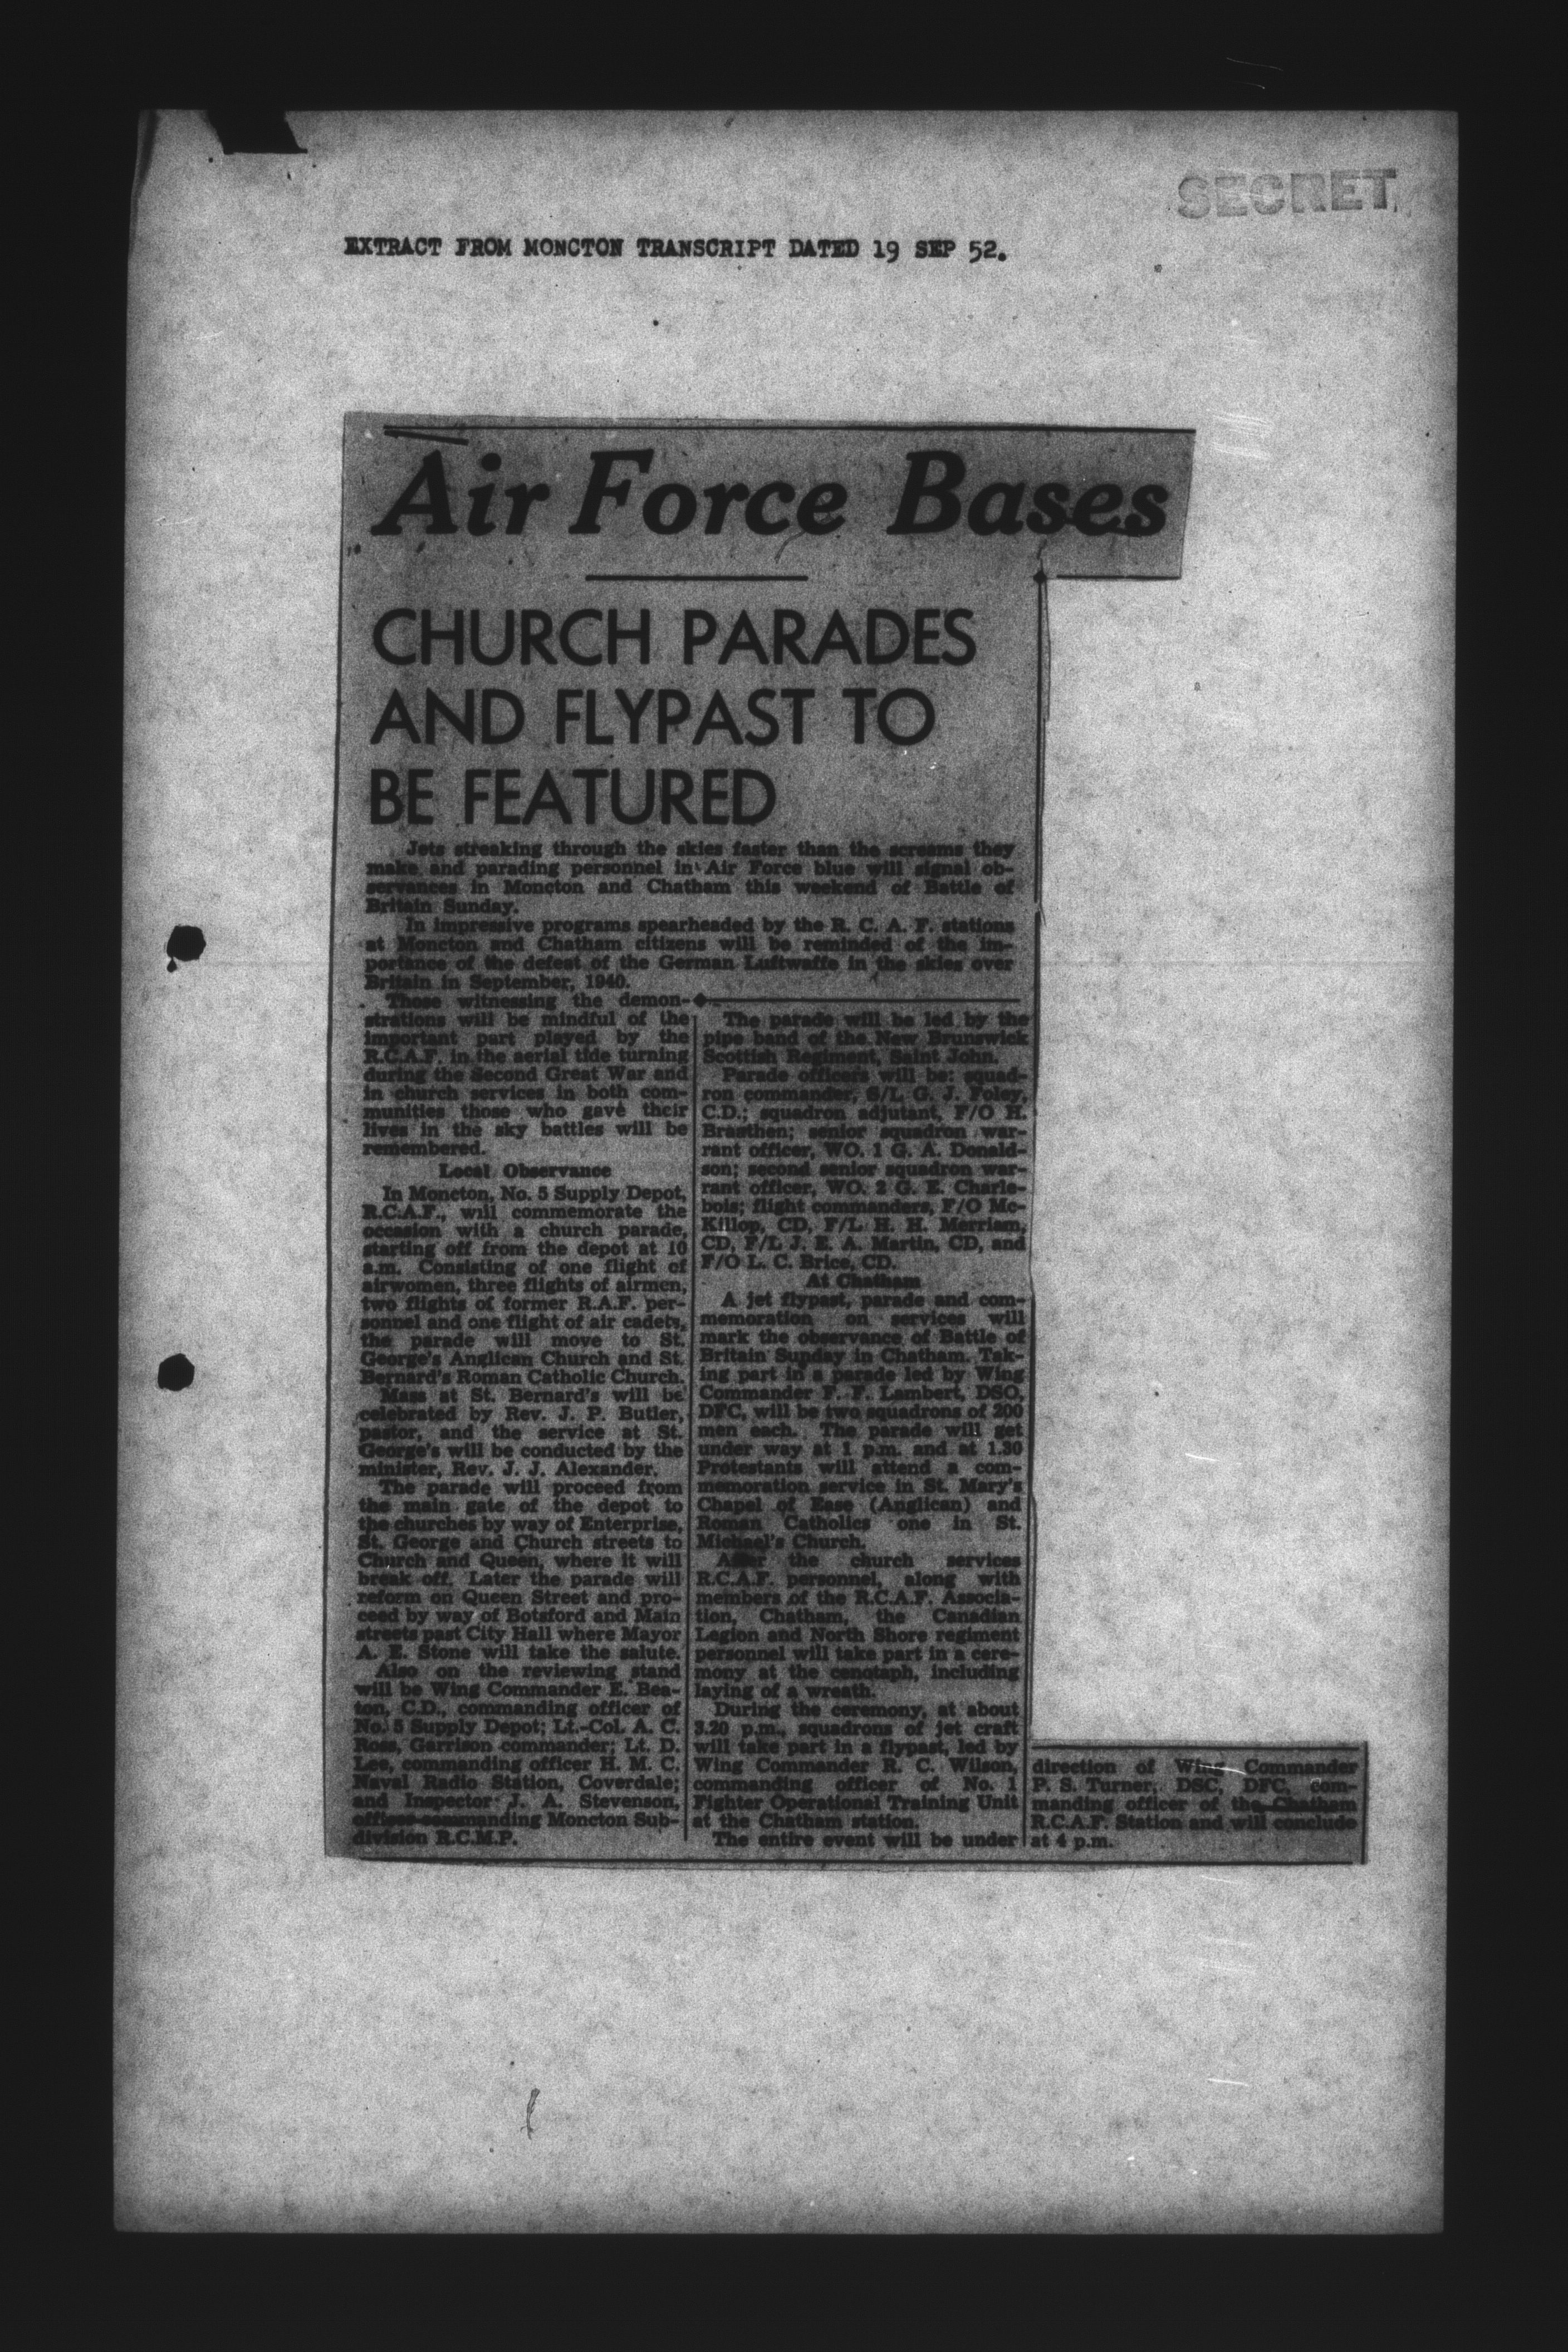 SECRET
EXTRACT FROM MONCTON TRANSCRIPT DATED 19 SEP 52.
Air Force Bases
CHURCH PARADES
AND FLYPAST TO
BE FEATURED
Jets streaking through the skies faster than the screams they
make and parading personnel in Air Force blue will signal ob-
servances in Moncton and Chatham this weekend of Battle of
Britain Sunday.
In impressive programs spearheaded by the R. C. A. F. stations
at Moncton and Chatham citizens will be reminded of the im-
portance of the defeat of the German Luftwaffe in the skies over
Britain in September, 1940.
Those witnessing the demon-
strations will be mindful of the
important part played by the
R.C.A.F. in the aerial tide turning
during the Second Great War and
in church services in both com-
munities those who gave their
lives in the sky battles will be
remembered.
Local Observance
In Moncton, No. 5 Supply Depot,
R.C.A.F., will commemorate the
occasion with a church parade,
starting off from the depot at 10
a.m. Consisting of one flight of
airwomen, three flights of airmen,
two flights of former R.A.F. per-
sonnel and one flight of air cadets,
the parade will move to St.
George's Anglican Church and St.
Bernard's Roman Catholic Church.
Mass at St. Bernard's will be
celebrated by Rev. J. P. Butler,
pastor, and the service at St.
George's will be conducted by the
minister, Rev. J. J. Alexander.
The parade will proceed from
the main gate of the depot to
the churches by way of Enterprise,
St. George and Church streets to
Church and Queen, where it will
break off. Later the parade will
reform on Queen Street and pro-
ceed by way of Botsford and Main
streets past City Hall where Mayor
A. E. Stone will take the salute.
Also on the reviewing stand
will be Wing Commander E. Bea-
ton, C.D., commanding officer of
No. 5 Supply Depot; Lt.-Col. A. C.
Ross, Garrison commander; Lt. D.
Lee, commanding officer H. M. C.
Naval Radio Station, Coverdale;
and Inspector J. A. Stevenson,
officer commanding Moncton Sub-
division R.C.M.P.
The parade will be led by the
pipe band of the New Brunswick
Scottish Regiment, Saint John.
Parade officers will be: squad-
ron commander, S/L G. J. Foley,
C.D.; squadron adjutant, F/O H.
Brasthen; senior squadron war-
rant officer, WO. 1 G. A. Donald-
son; second senior squadron war-
rant officer, WO. 2 G. E. Charle-
bois; flight commanders, F/O Mc-
Killop, CD, F/L H. H. Merriam,
CD, F/L J. E. A. Martin, CD, and
F/O L. C. Brice, CD.
At Chatham
A jet flypast, parade and com-
memoration on services will
mark the observance of Battle of
Britain Sunday in Chatham. Tak-
ing part in a parade led by Wing
Commander F. F. Lambert, DSO,
DFC, will be two squadrons of 200
men each. The parade will get
under way at 1 p.m. and at 1.30
Protestants will attend a com-
memoration service in St. Mary's
Chapel of Ease (Anglican) and
Roman Catholics one in St.
Michael's Church.
After the church services
R.C.A.F. personnel, along with
members of the R.C.A.F. Associa-
tion, Chatham, the Canadian
Legion and North Shore regiment
personnel will take part in a cere-
mony at the cenotaph, including
laying of a wreath.
During the ceremony, at about
3.20 p.m., squadrons of jet craft
will take part in a flypast, led by
Wing Commander R. C. Wilson,
commanding officer of No. 1
Fighter Operational Training Unit
at the Chatham station.
The entire event will be under
direction of Wing Commander
P. S. Turner, DSC, DFC, com-
manding officer of the Chatham
R.C.A.F. Station and will conclude
at 4 p.m.